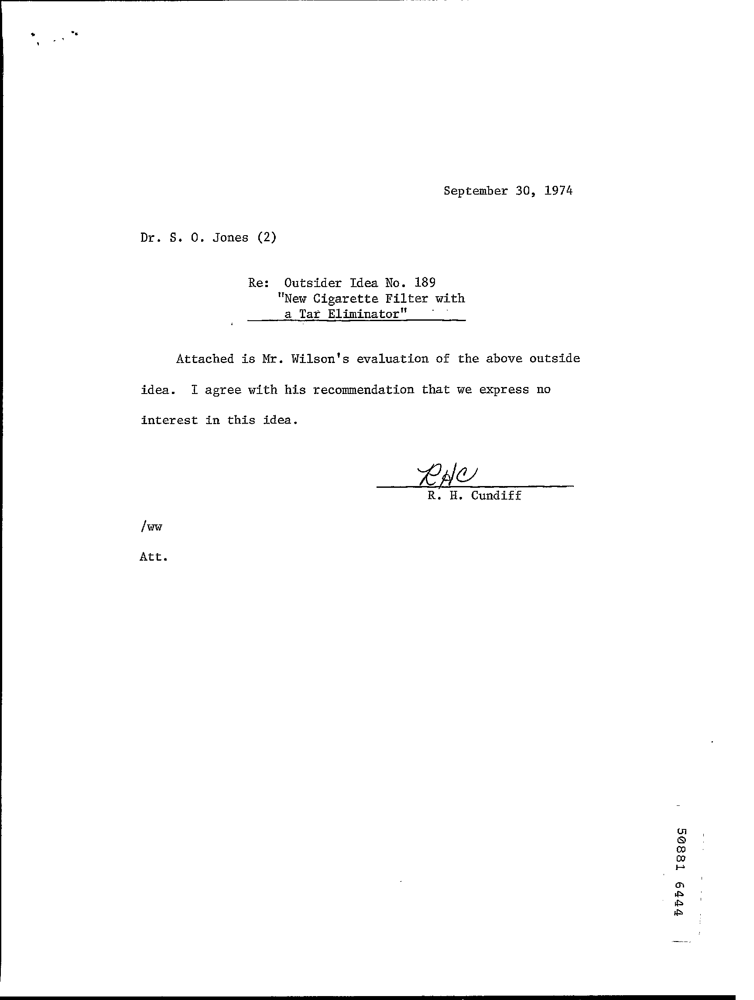 September 30, 1974
Dr. S. O. Jones (2)
Re: Outsider Idea No. 189
"New Cigarette Filter with
a Tar Eliminator"
Attached is Mr. Wilson's evaluation of the above outside
idea. I agree with his recommendation that we express no
interest in this idea.
RHC
R. H. Cundiff
/ww
Att.
50881 6444